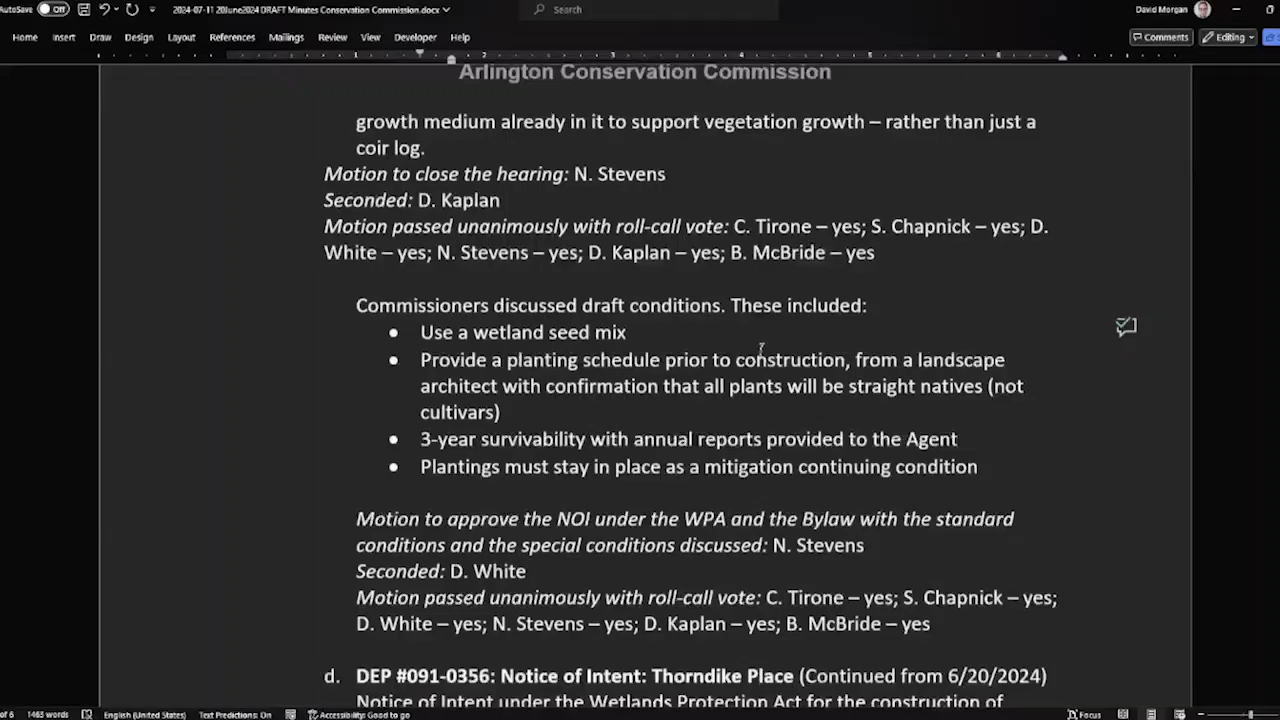 AutoSave Off 2024-07-11 20June2024 DRAFT Minutes Conservation Commission.docx Search David Morgan
Home Insert Draw Design Layout References Mailings Review View Developer Help Comments Editing
Arlington Conservation Commission
growth medium already in it to support vegetation growth – rather than just a
coir log.
Motion to close the hearing: N. Stevens
Seconded: D. Kaplan
Motion passed unanimously with roll-call vote: C. Tirone – yes; S. Chapnick – yes; D.
White – yes; N. Stevens – yes; D. Kaplan – yes; B. McBride – yes
Commissioners discussed draft conditions. These included:
• Use a wetland seed mix
• Provide a planting schedule prior to construction, from a landscape
architect with confirmation that all plants will be straight natives (not
cultivars)
• 3-year survivability with annual reports provided to the Agent
• Plantings must stay in place as a mitigation continuing condition
Motion to approve the NOI under the WPA and the Bylaw with the standard
conditions and the special conditions discussed: N. Stevens
Seconded: D. White
Motion passed unanimously with roll-call vote: C. Tirone – yes; S. Chapnick – yes;
D. White – yes; N. Stevens – yes; D. Kaplan – yes; B. McBride – yes
d. DEP #091-0356: Notice of Intent: Thorndike Place (Continued from 6/20/2024)
Notice of Intent under the Wetlands Protection Act for the construction of
of 6 1463 words English (United States) Text Predictions: On Accessibility: Good to go Focus